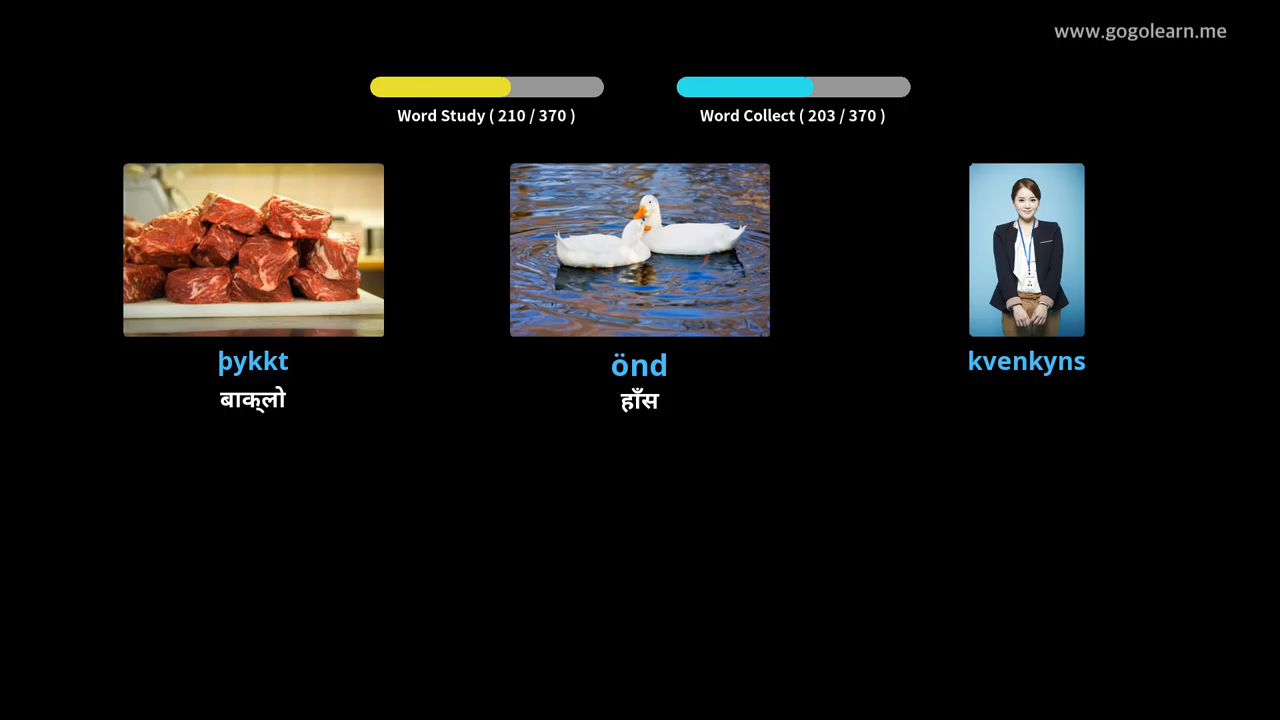 www.gogolearn.me
Word Study ( 210 / 370 )
Word Collect ( 203 / 370 )
þykkt
önd
kvenkyns
बाक्लो
हाँस